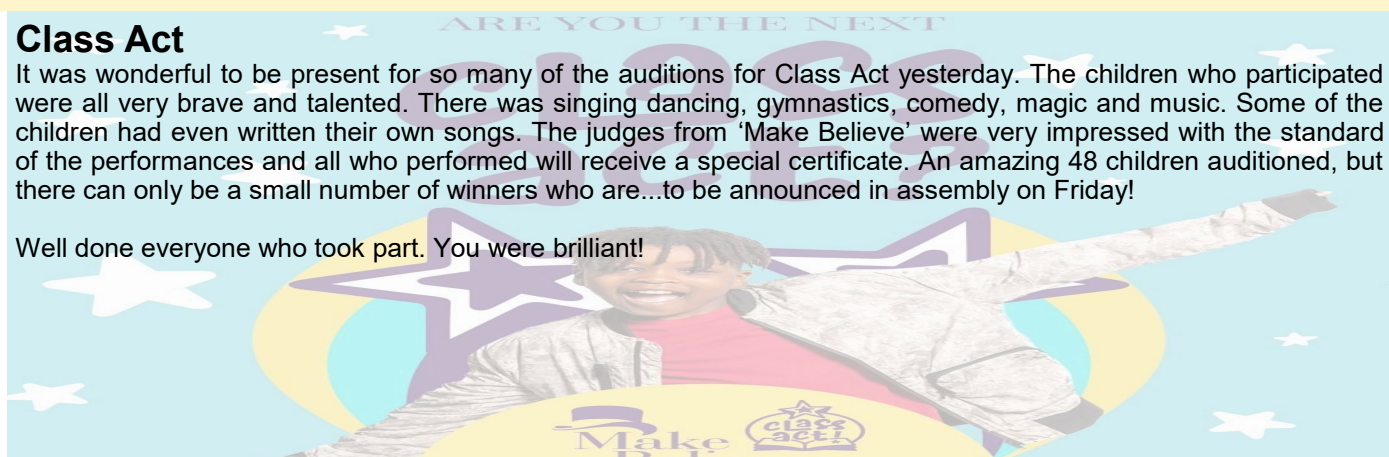 ARE YOU THE NEXT
CLASS
ACT?
Class Act
It was wonderful to be present for so many of the auditions for Class Act yesterday. The children who participated
were all very brave and talented. There was singing dancing, gymnastics, comedy, magic and music. Some of the
children had even written their own songs. The judges from ‘Make Believe’ were very impressed with the standard
of the performances and all who performed will receive a special certificate. An amazing 48 children auditioned, but
there can only be a small number of winners who are...to be announced in assembly on Friday!
Well done everyone who took part. You were brilliant!
Make
CLASS
ACT!